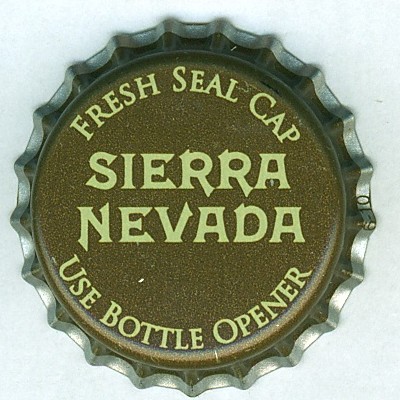 FRESH SEAL CAP
SIERRA
NEVADA
USE BOTTLE OPENER